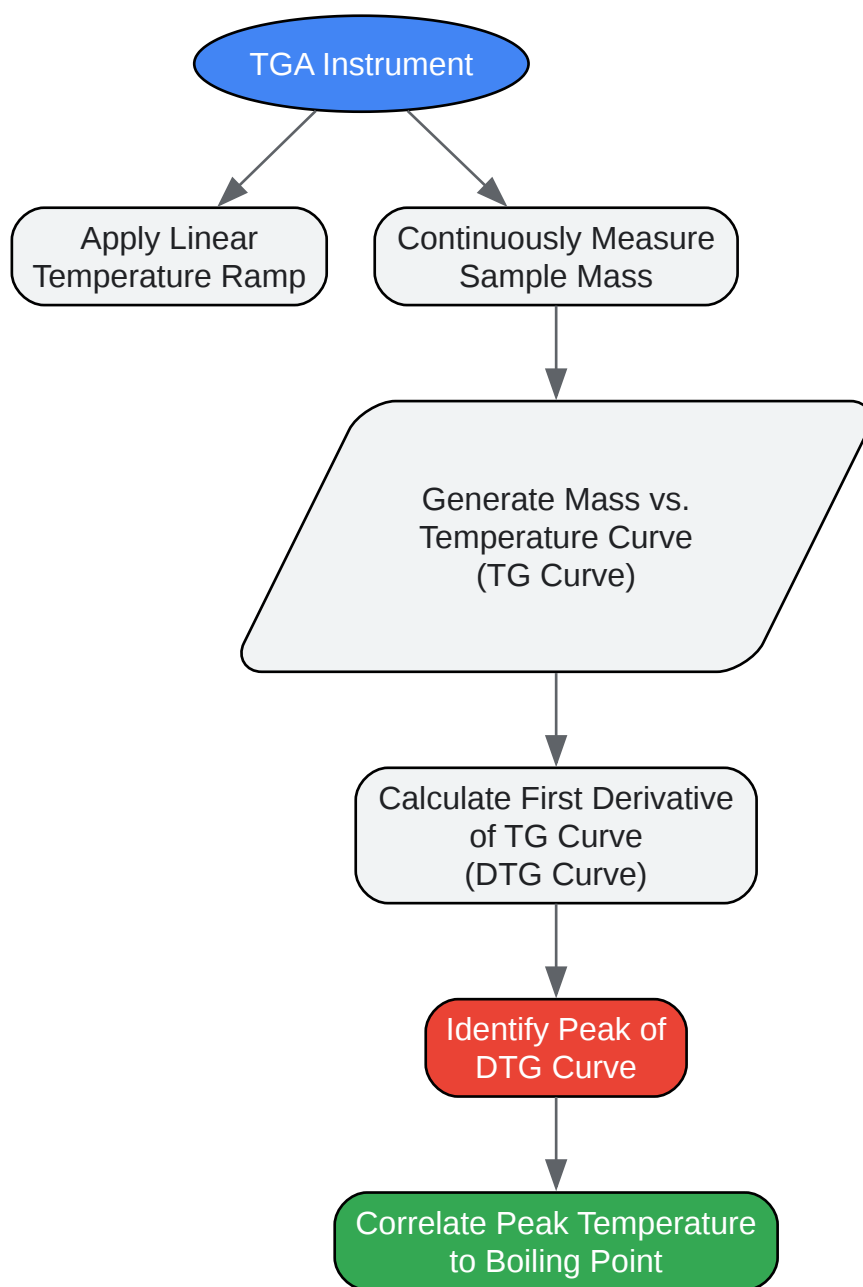 TGA Instrument
Apply Linear
Temperature Ramp
Continuously Measure
Sample Mass
Generate Mass vs.
Temperature Curve
(TG Curve)
Calculate First Derivative
of TG Curve
(DTG Curve)
Identify Peak of
DTG Curve
Correlate Peak Temperature
to Boiling Point